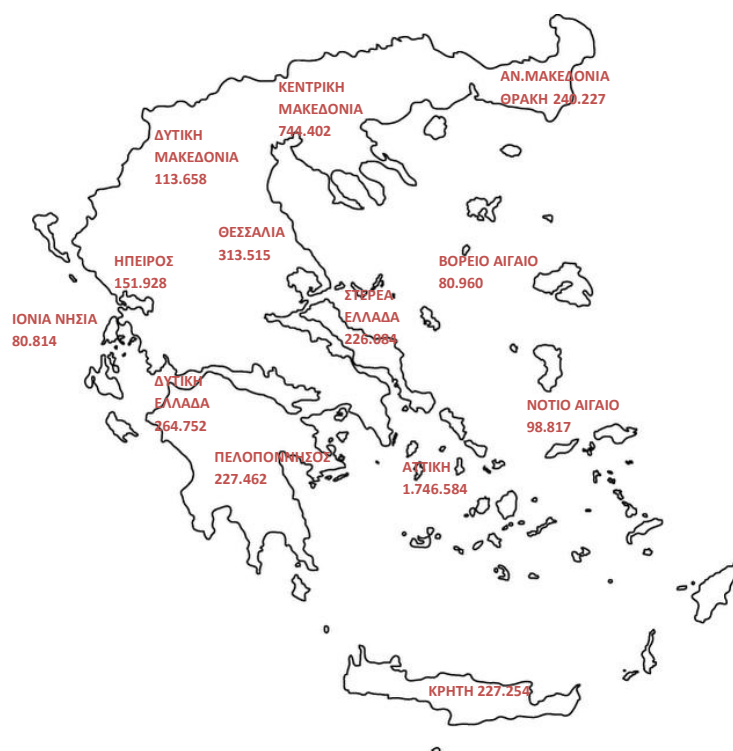 ΑΝ.ΜΑΚΕΔΟΝΙΑ
ΘΡΑΚΗ 240.227
ΚΕΝΤΡΙΚΗ
ΜΑΚΕΔΟΝΙΑ
744.402
ΔΥΤΙΚΗ
ΜΑΚΕΔΟΝΙΑ
113.658
ΘΕΣΣΑΛΙΑ
313.515
ΗΠΕΙΡΟΣ
151.928
ΒΟΡΕΙΟ ΑΙΓΑΙΟ
80.960
ΣΤΕΡΕΑ
ΕΛΛΑΔΑ
226.084
ΙΟΝΙΑ ΝΗΣΙΑ
80.814
ΔΥΤΙΚΗ
ΕΛΛΑΔΑ
264.752
ΝΟΤΙΟ ΑΙΓΑΙΟ
98.817
ΠΕΛΟΠΟΝΝΗΣΟΣ
227.462
ΑΤΤΙΚΗ
1.746.584
ΚΡΗΤΗ 227.254